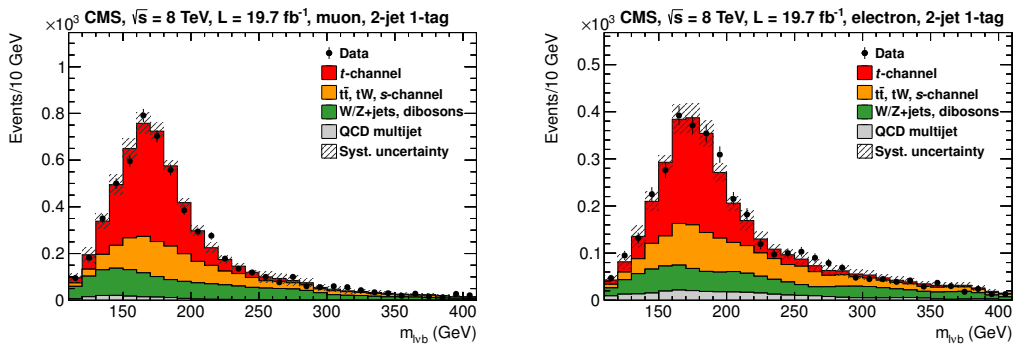 ×10³ CMS, √s = 8 TeV, L = 19.7 fb⁻¹, muon, 2-jet 1-tag
Events/10 GeV
1
0.8
0.6
0.4
0.2
0
Data
t-channel
tt̄, tW, s-channel
W/Z+jets, dibosons
QCD multijet
Syst. uncertainty
150 200 250 300 350 400
m_lνb (GeV)
×10³ CMS, √s = 8 TeV, L = 19.7 fb⁻¹, electron, 2-jet 1-tag
Events/10 GeV
0.5
0.4
0.3
0.2
0.1
0
Data
t-channel
tt̄, tW, s-channel
W/Z+jets, dibosons
QCD multijet
Syst. uncertainty
150 200 250 300 350 400
m_lνb (GeV)